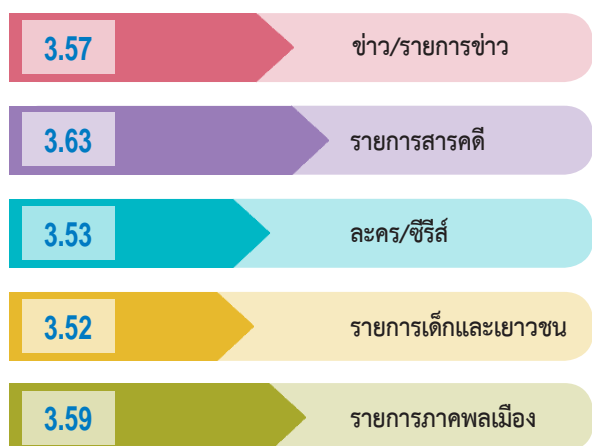 3.57 ข่าว/รายการข่าว
3.63 รายการสารคดี
3.53 ละคร/ซีรีส์
3.52 รายการเด็กและเยาวชน
3.59 รายการภาคพลเมือง